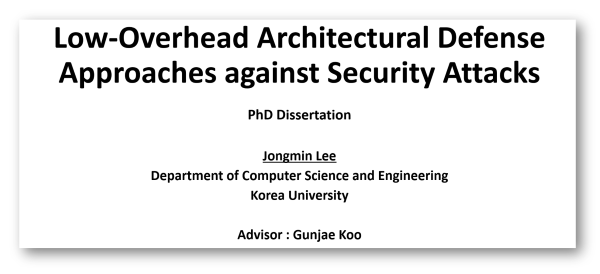 Low-Overhead Architectural Defense
Approaches against Security Attacks
PhD Dissertation
Jongmin Lee
Department of Computer Science and Engineering
Korea University
Advisor : Gunjae Koo